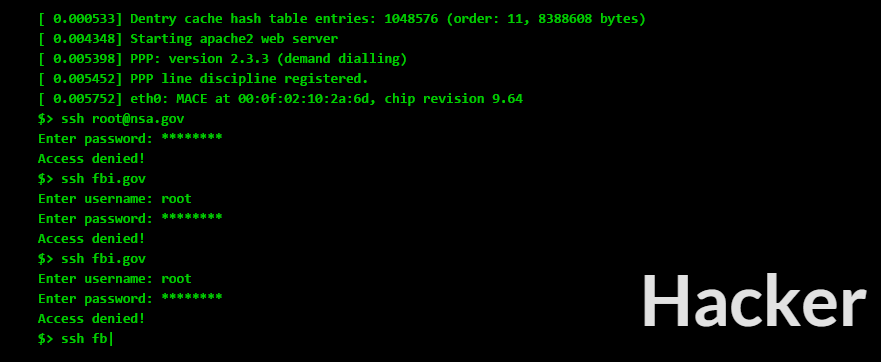 [ 0.000533] Dentry cache hash table entries: 1048576 (order: 11, 8388608 bytes)
[ 0.004348] Starting apache2 web server
[ 0.005398] PPP: version 2.3.3 (demand dialling)
[ 0.005452] PPP line discipline registered.
[ 0.005752] eth0: MACE at 00:0f:02:10:2a:6d, chip revision 9.64
$> ssh root@nsa.gov
Enter password: ********
Access denied!
$> ssh fbi.gov
Enter username: root
Enter password: ********
Access denied!
$> ssh fbi.gov
Enter username: root
Enter password: ********
Access denied!
$> ssh fb|
Hacker